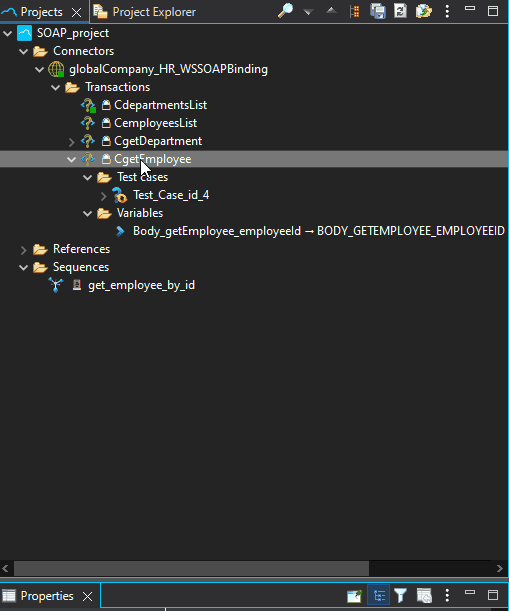 Projects Project Explorer
SOAP_project
Connectors
globalCompany_HR_WSSOAPBinding
Transactions
CdepartmentsList
CemployeesList
CgetDepartment
CgetEmployee
Test cases
Test_Case_id_4
Variables
Body_getEmployee_employeeId → BODY_GETEMPLOYEE_EMPLOYEEID
References
Sequences
get_employee_by_id
Properties